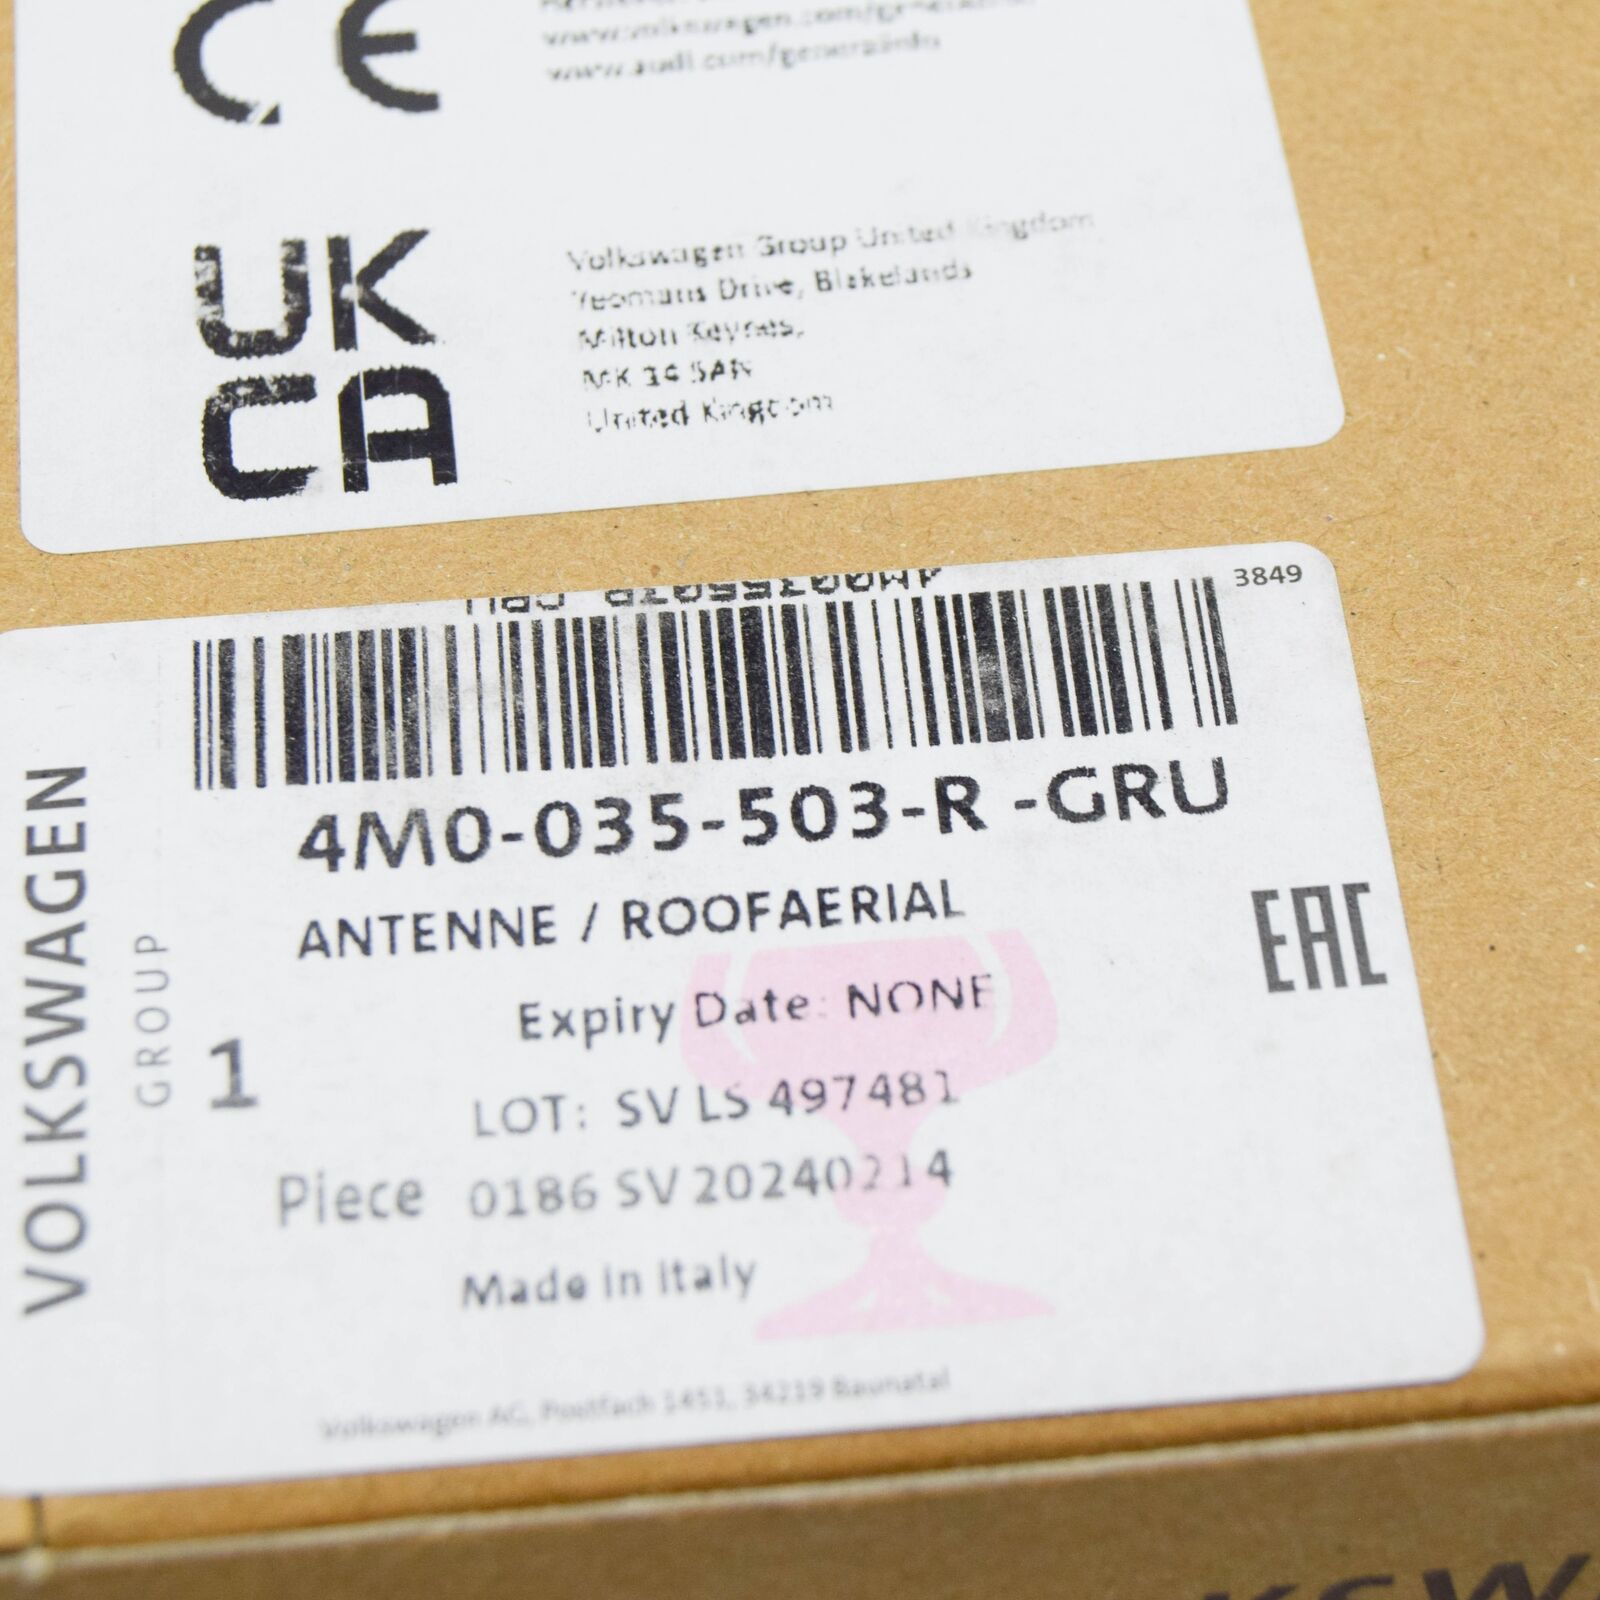 CE
www.volkswagen.com/generalinfo
www.audi.com/generalinfo
UK
CA
Volkswagen Group United Kingdom
Yeomans Drive, Blakelands
Milton Keynes,
MK 14 5AN
United Kingdom
3849
4M0035503R GRU
4M0-035-503-R -GRU
ANTENNE / ROOFAERIAL
EAC
Expiry Date: NONE
VOLKSWAGEN
GROUP
1
LOT: SV LS 497481
Piece 0186 SV 20240214
Made in Italy
Volkswagen AG, Postfach 1451, 34219 Baunatal